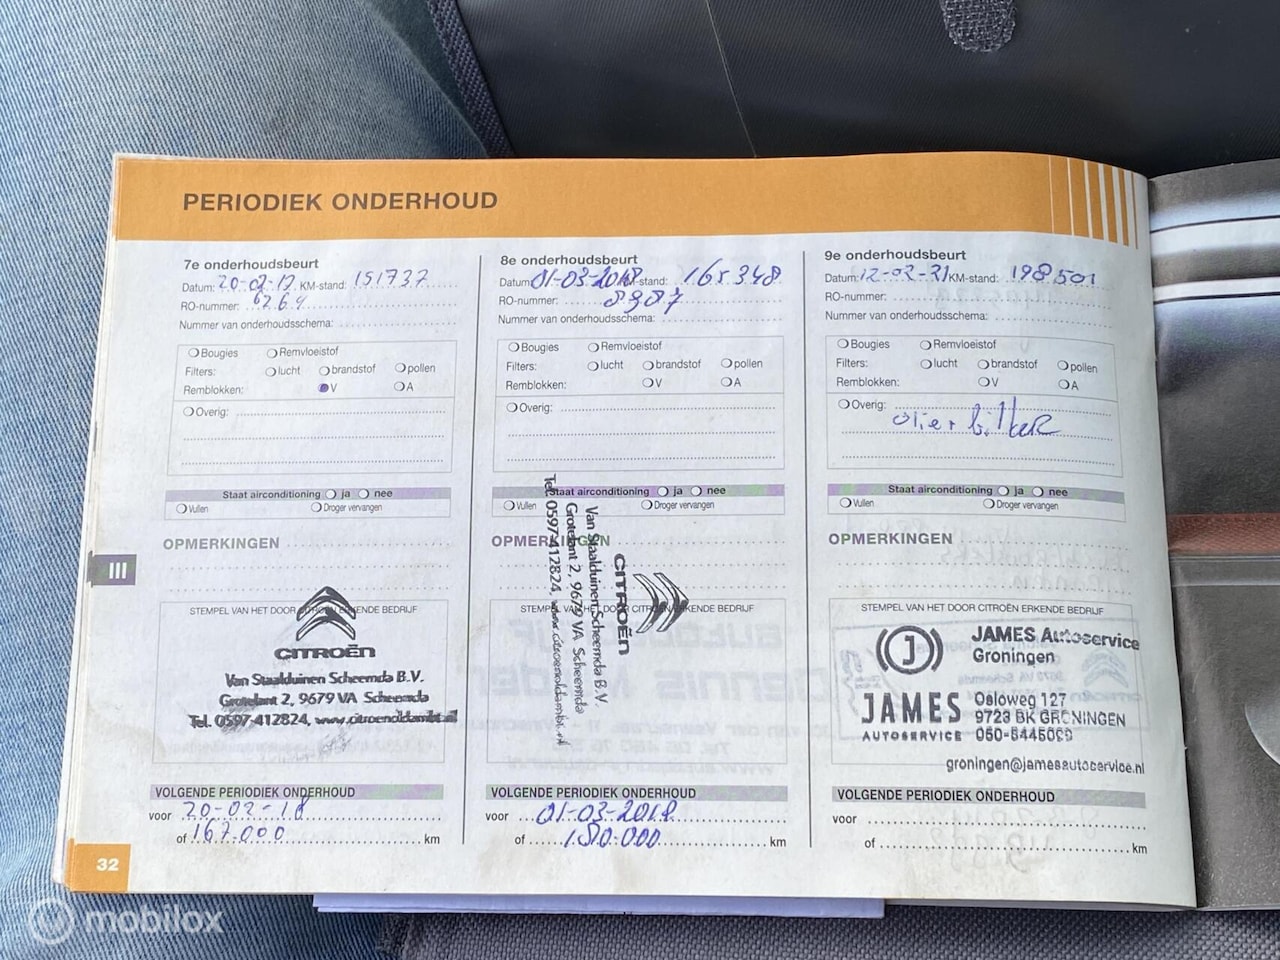 PERIODIEK ONDERHOUD
7e onderhoudsbeurt
Datum: 20-02-17 KM-stand: 151737
RO-nummer: 6264
Nummer van onderhoudsschema:
Bougies Remvloeistof
Filters: lucht brandstof pollen
Remblokken: V A
Overig:
Staat airconditioning ja nee
Vullen Droger vervangen
OPMERKINGEN
STEMPEL VAN HET DOOR CITROËN ERKENDE BEDRIJF
CITROËN
Van Staalduinen Scheemda B.V.
Grotelant 2, 9679 VA Scheemda
Tel. 0597-412824, www.citroenoldambt.nl
VOLGENDE PERIODIEK ONDERHOUD
voor 20-02-18
of 167.000 km
8e onderhoudsbeurt
Datum: 01-03-2018 KM-stand: 165348
RO-nummer: 8987
Nummer van onderhoudsschema:
Bougies Remvloeistof
Filters: lucht brandstof pollen
Remblokken: V A
Overig:
Staat airconditioning ja nee
Vullen Droger vervangen
OPMERKINGEN
STEMPEL VAN HET DOOR CITROËN ERKENDE BEDRIJF
CITROËN
Van Staalduinen Scheemda B.V.
Grotelant 2, 9679 VA Scheemda
Tel. 0597-412824, www.citroenoldambt.nl
VOLGENDE PERIODIEK ONDERHOUD
voor 01-03-2018
of 180.000 km
9e onderhoudsbeurt
Datum: 12-02-21 KM-stand: 198501
RO-nummer:
Nummer van onderhoudsschema:
Bougies Remvloeistof
Filters: lucht brandstof pollen
Remblokken: V A
Overig:
Staat airconditioning ja nee
Vullen Droger vervangen
OPMERKINGEN
STEMPEL VAN HET DOOR CITROËN ERKENDE BEDRIJF
JAMES Autoservice
Groningen
J
JAMES
AUTOSERVICE
Osloweg 127
9723 BK GRONINGEN
050-5445000
groningen@jamesautoservice.nl
VOLGENDE PERIODIEK ONDERHOUD
voor
of km
III
32
mobilox